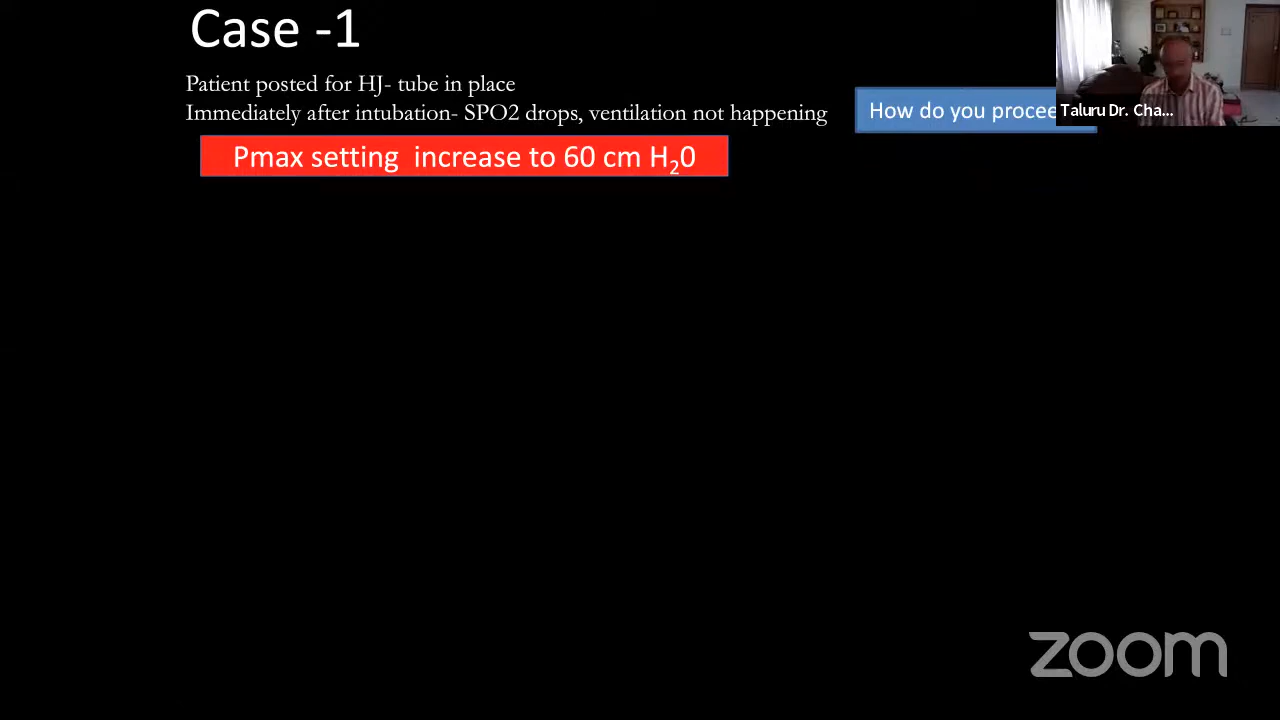 Case -1
Patient posted for HJ- tube in place
Immediately after intubation- SPO2 drops, ventilation not happening
How do you procee
Taluru Dr. Cha...
Pmax setting increase to 60 cm H20
zoom